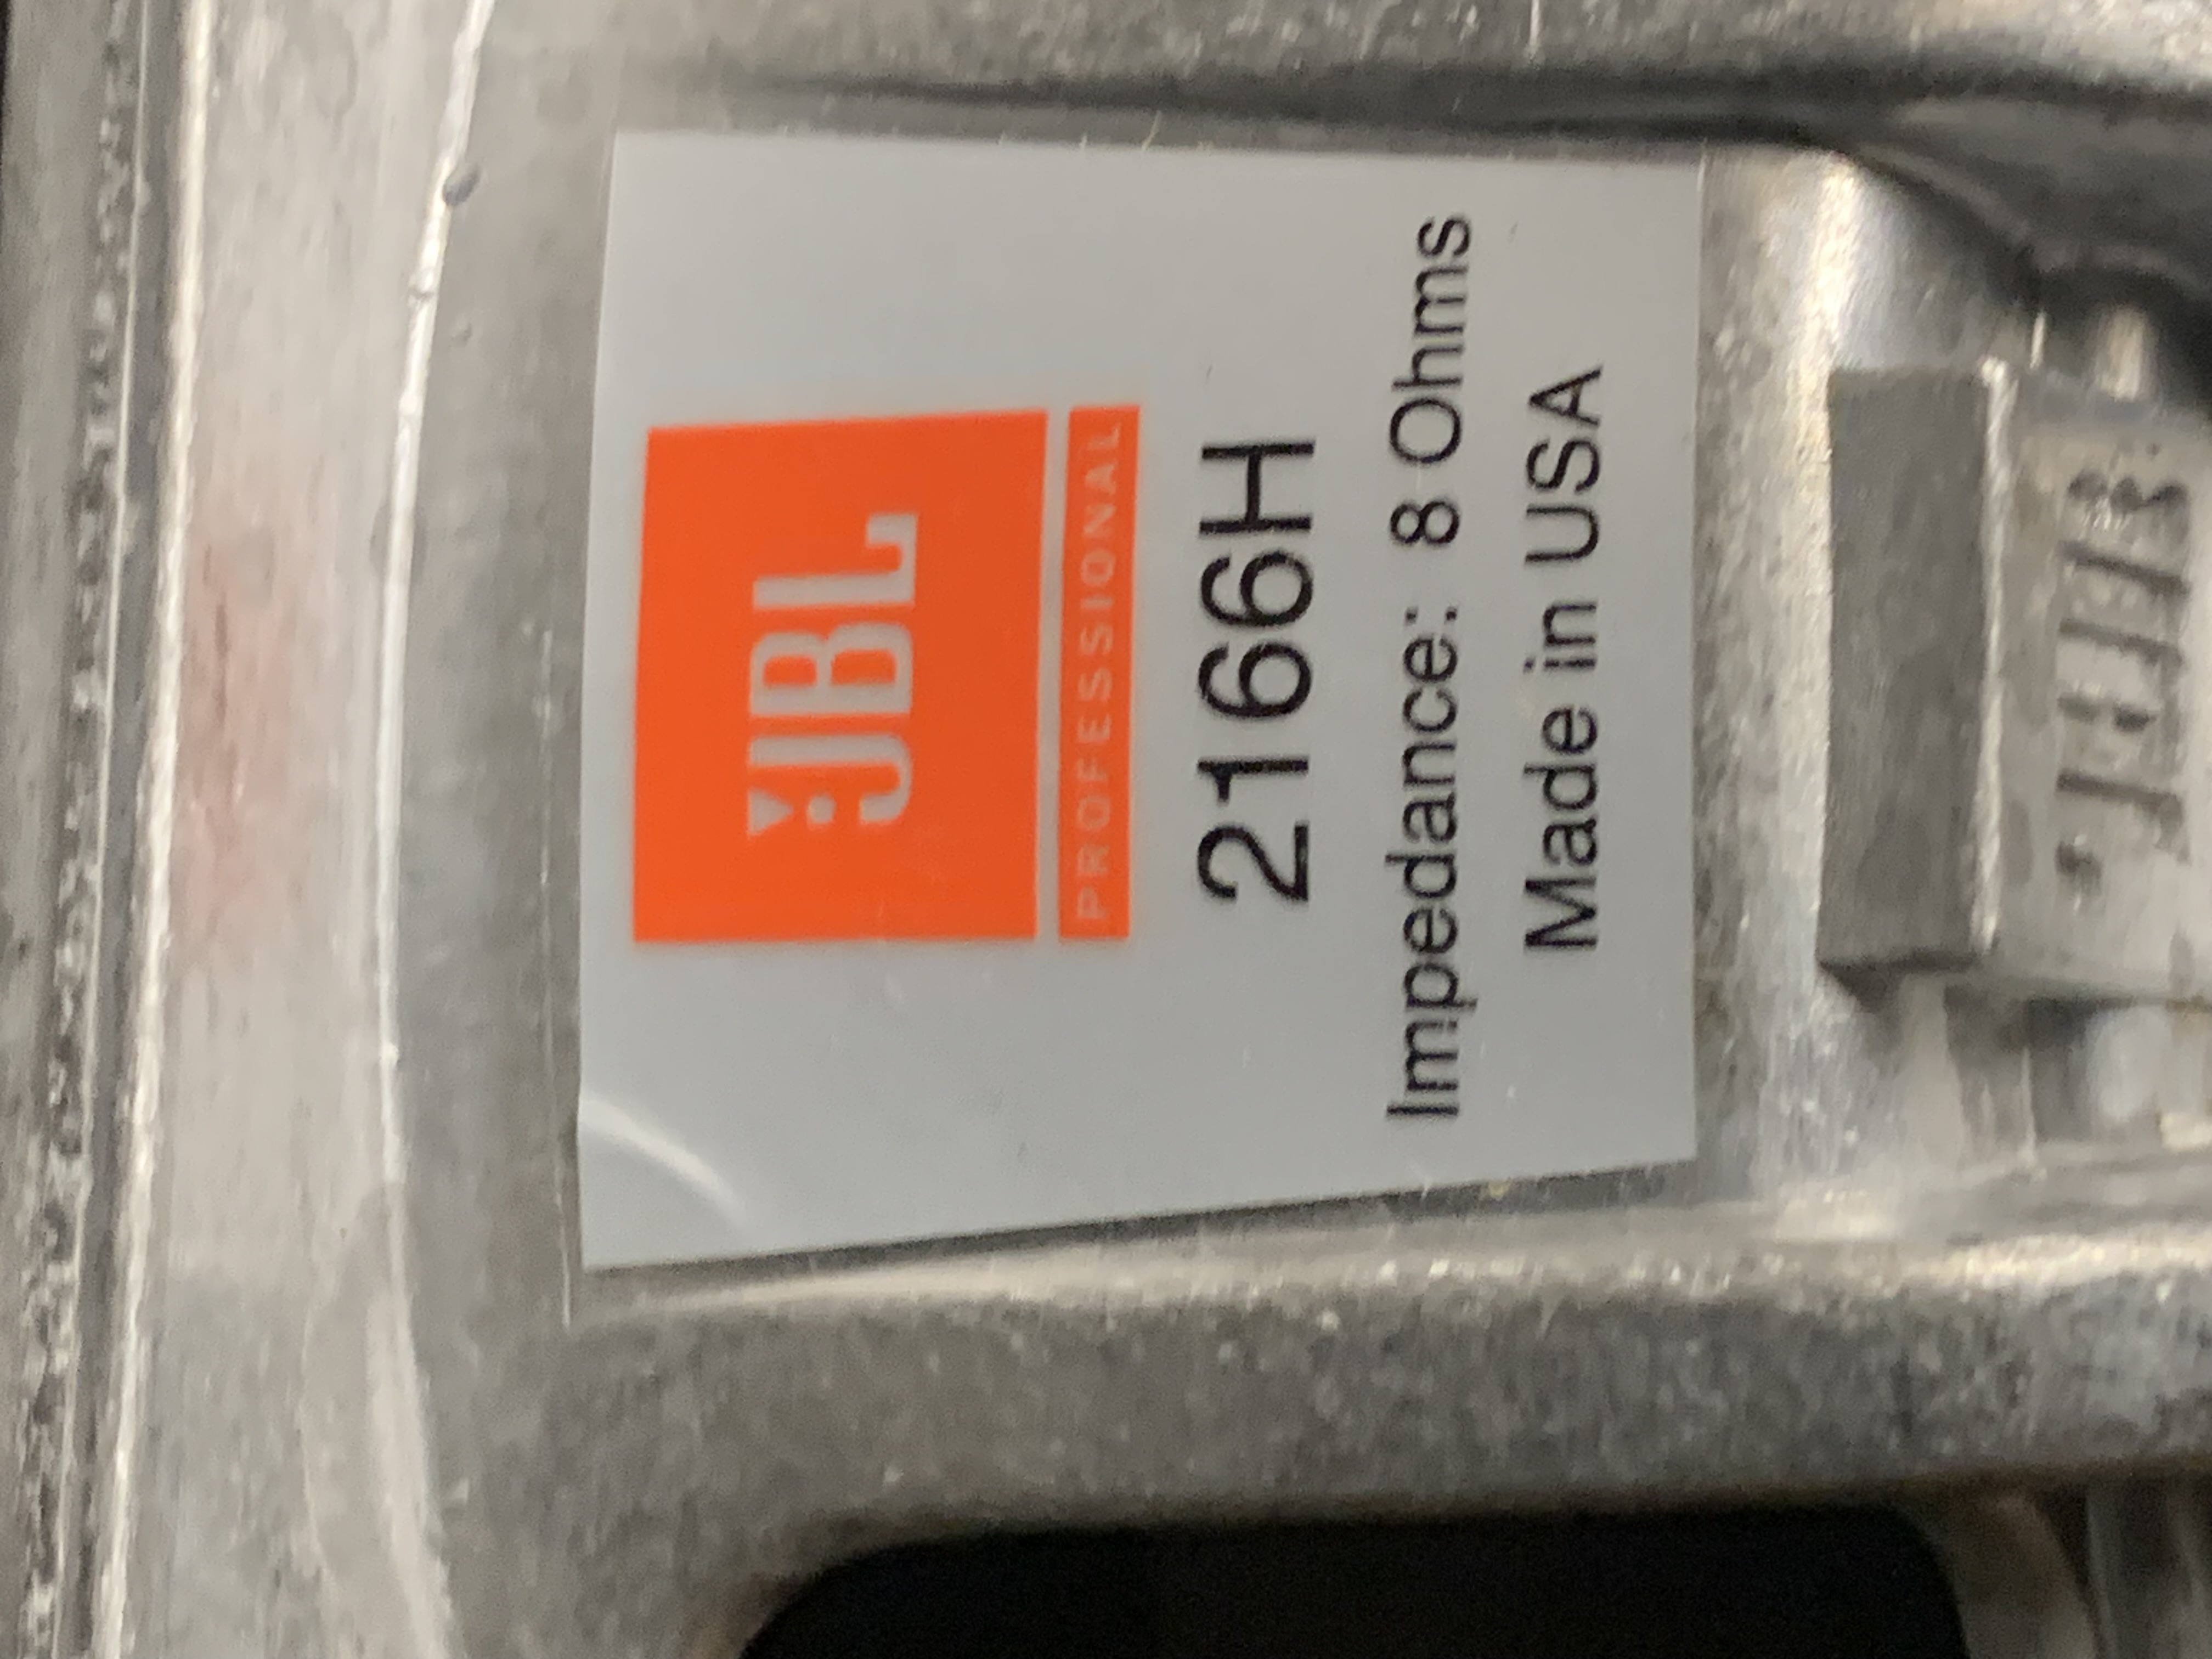 JBL
PROFESSIONAL
2166H
Impedance: 8 Ohms
Made in USA